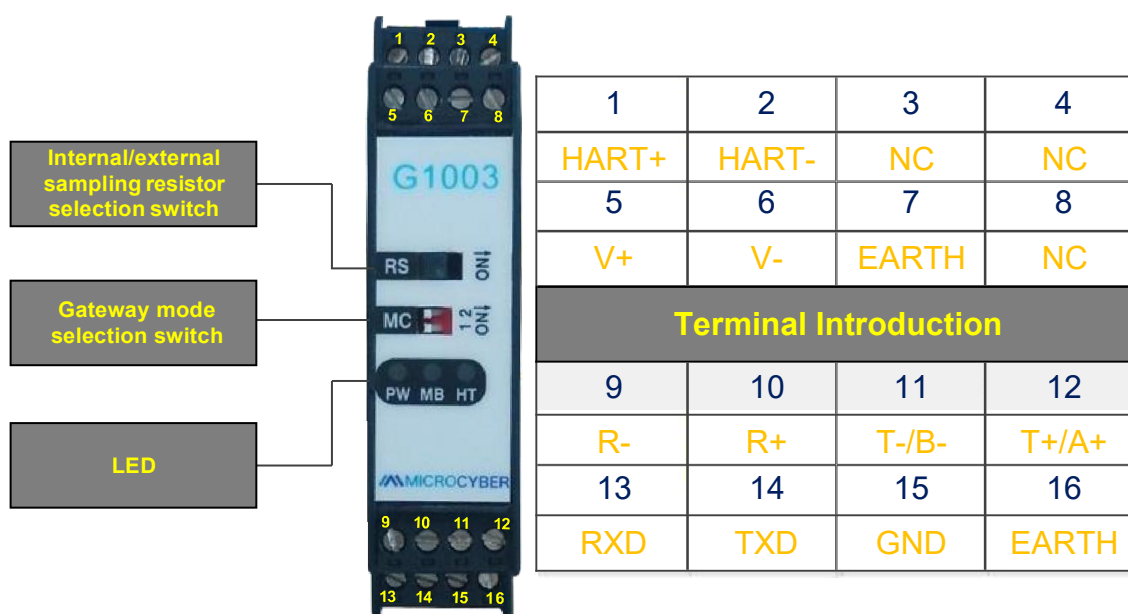 1 2 3 4
5 6 7 8
Internal/external
sampling resistor
selection switch
Gateway mode
selection switch
LED
G1003
RS
ON
MC
1 2
ON
PW MB HT
MICROCYBER
9 10 11 12
13 14 15 16
1 2 3 4
HART+ HART- NC NC
5 6 7 8
V+ V- EARTH NC
Terminal Introduction
9 10 11 12
R- R+ T-/B- T+/A+
13 14 15 16
RXD TXD GND EARTH